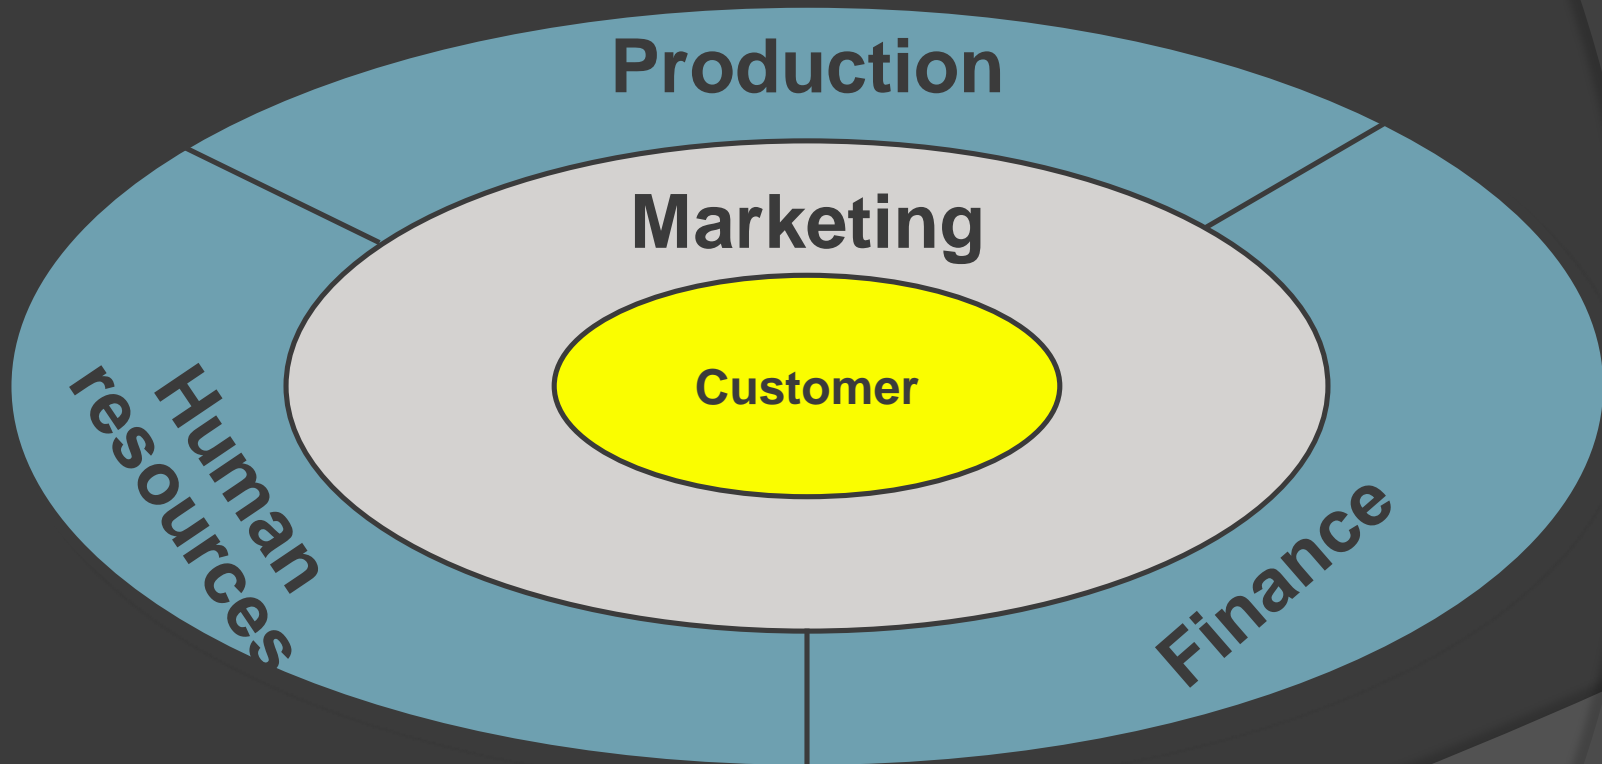 Production
Marketing
Customer
Human
resources
Finance